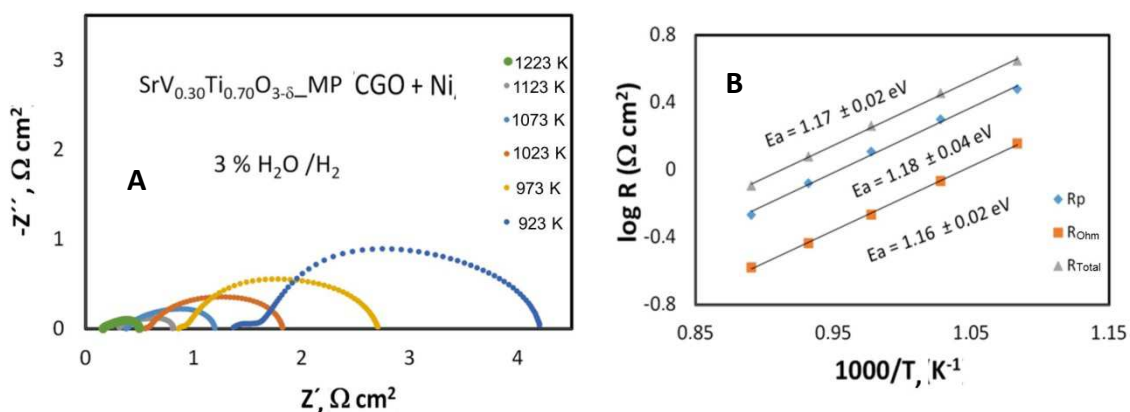 3
2
1
0
-Z´´, Ω cm²
SrV₀.₃₀Ti₀.₇₀O₃₋δ_MP CGO + Ni
A
3 % H₂O /H₂
1223 K
1123 K
1073 K
1023 K
973 K
923 K
0
1
2
3
4
Z´, Ω cm²
B
0.8
0.4
0
-0.4
-0.8
log R (Ω cm²)
Ea = 1.17 ± 0,02 eV
Ea = 1.18 ± 0.04 eV
Ea = 1.16 ± 0.02 eV
Rp
R_Ohm
R_Total
0.85
0.95
1.05
1.15
1000/T, K⁻¹